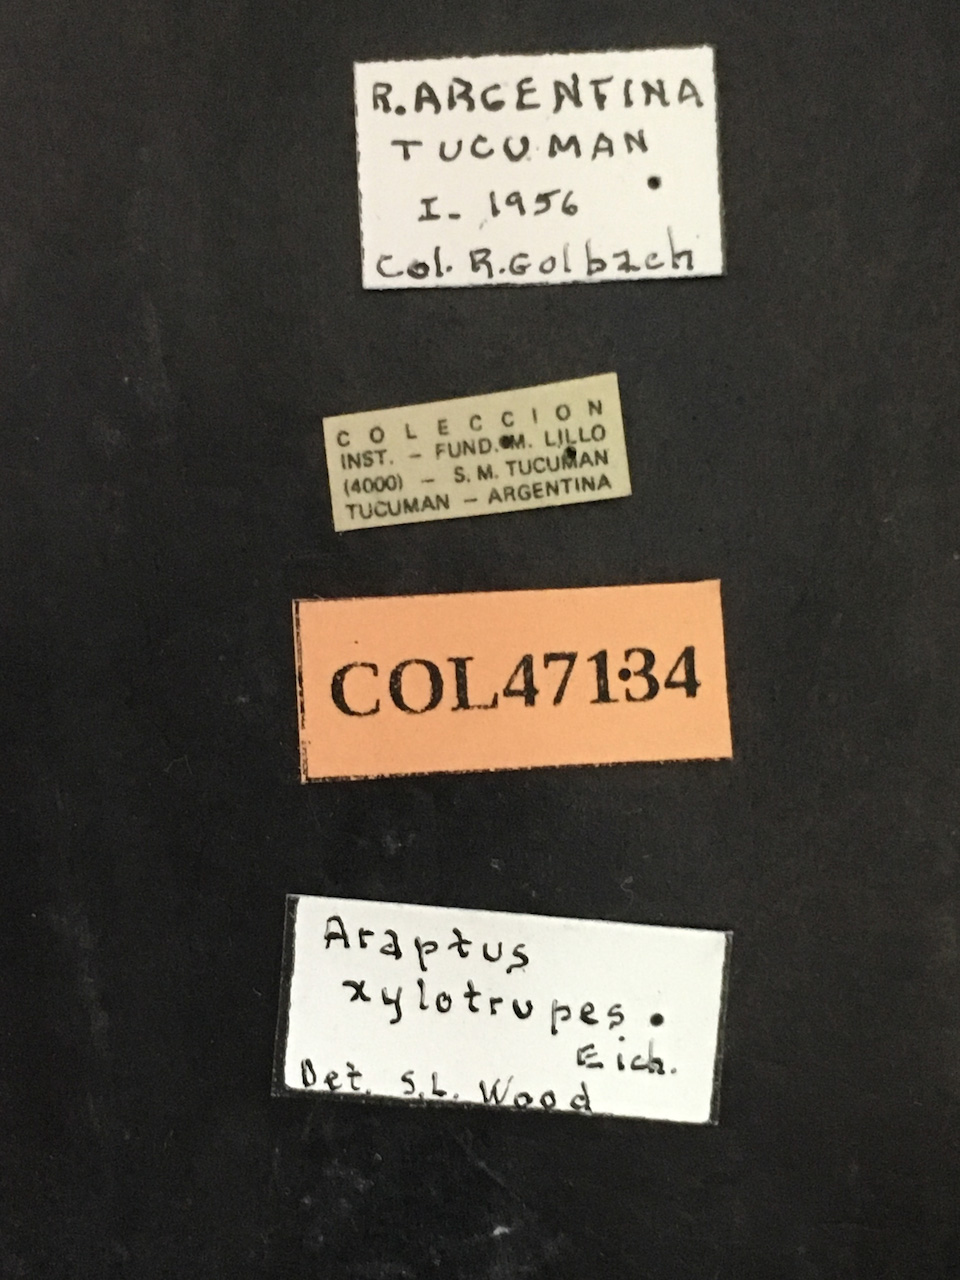 R. ARGENTINA
TUCUMAN
I- 1956
Col. R. Golbach
COLECCION
INST. - FUND. M. LILLO
(4000) - S. M. TUCUMAN
TUCUMAN - ARGENTINA
COL47134
Araptus
xylotrupes
Eich.
Det. S.L. Wood